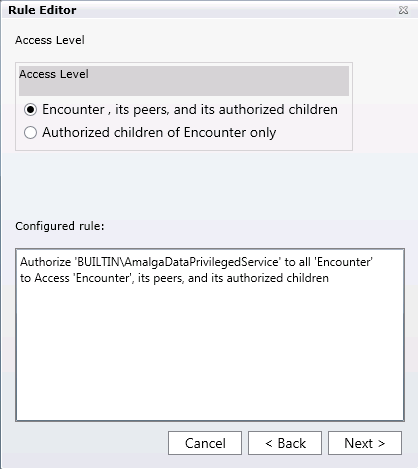 Rule Editor
Access Level
Access Level
Encounter , its peers, and its authorized children
Authorized children of Encounter only
Configured rule:
Authorize 'BUILTIN\AmalgaDataPrivilegedService' to all 'Encounter'
to Access 'Encounter', its peers, and its authorized children
Cancel
< Back
Next >